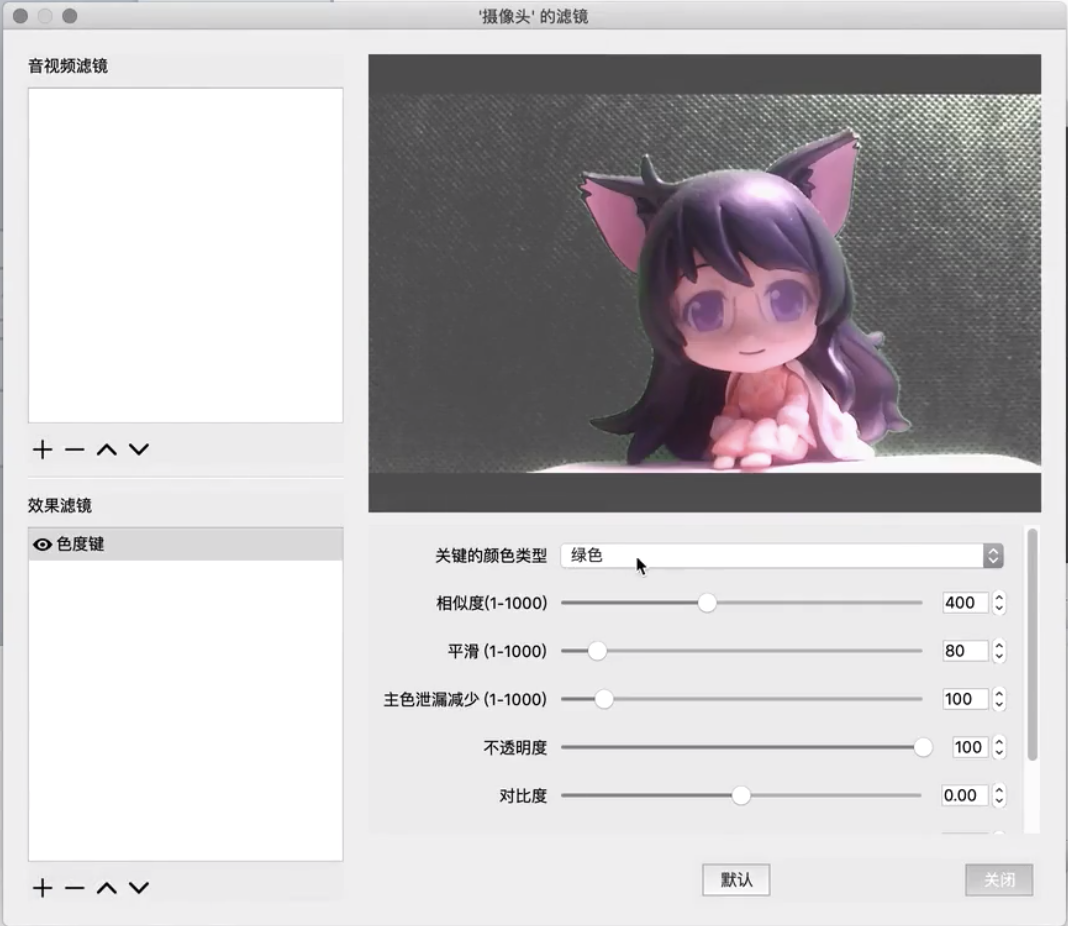 '摄像头' 的滤镜
音视频滤镜
效果滤镜
色度键
关键的颜色类型 绿色
相似度(1-1000) 400
平滑 (1-1000) 80
主色泄漏减少 (1-1000) 100
不透明度 100
对比度 0.00
默认 关闭